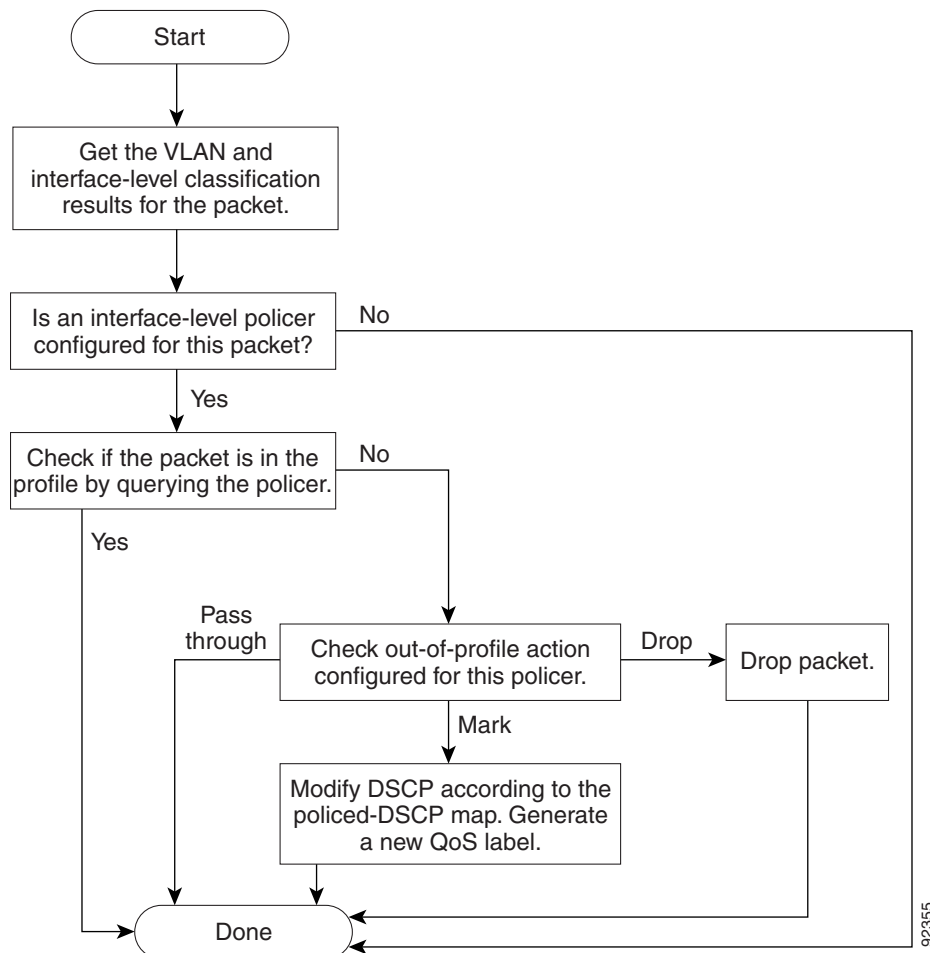 Start
Get the VLAN and
interface-level classification
results for the packet.
Is an interface-level policer
configured for this packet?
No
Yes
Check if the packet is in the
profile by querying the policer.
No
Yes
Pass
through
Check out-of-profile action
configured for this policer.
Drop
Drop packet.
Mark
Modify DSCP according to the
policed-DSCP map. Generate
a new QoS label.
Done
92355